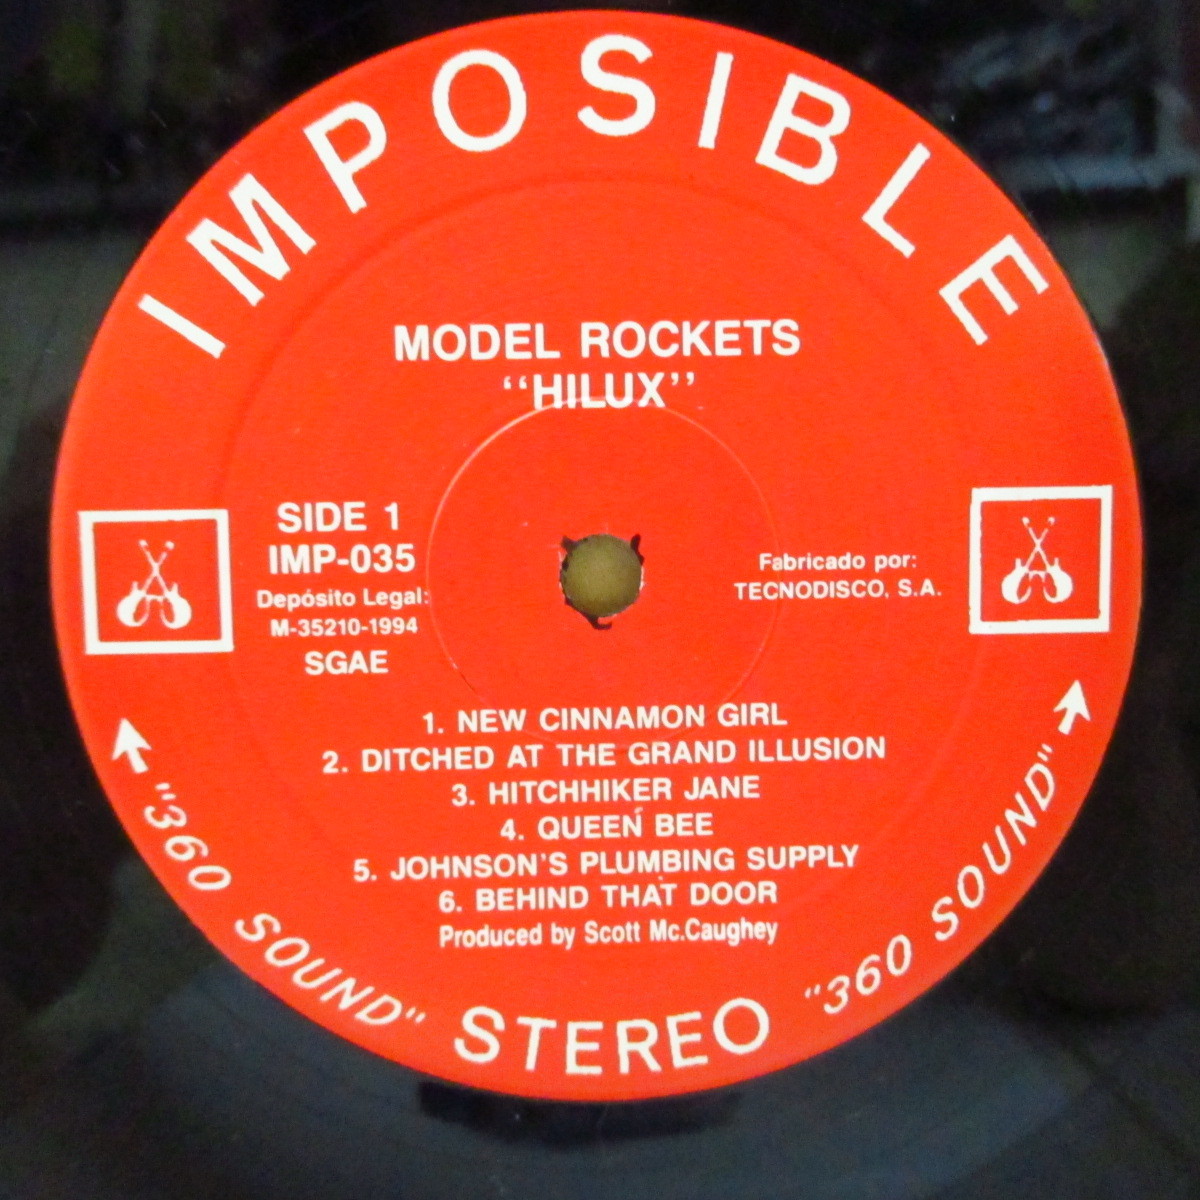 IMPOSIBLE
MODEL ROCKETS
"HILUX"
SIDE 1
IMP-035
Depósito Legal:
M-35210-1994
SGAE
Fabricado por:
TECNODISCO, S.A.
1. NEW CINNAMON GIRL
2. DITCHED AT THE GRAND ILLUSION
3. HITCHHIKER JANE
4. QUEEN BEE
5. JOHNSON'S PLUMBING SUPPLY
6. BEHIND THAT DOOR
Produced by Scott Mc.Caughey
"360 SOUND" STEREO "360 SOUND"